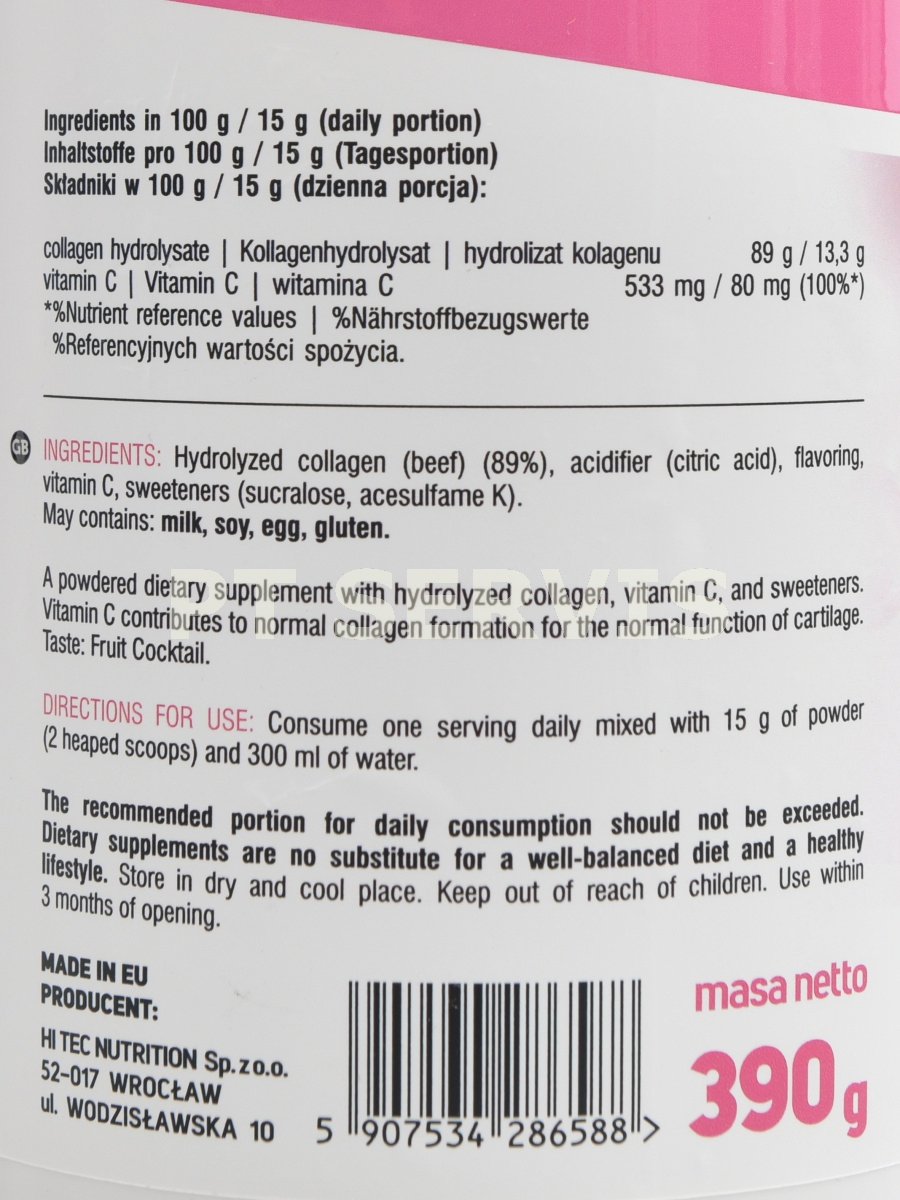 Ingredients in 100 g / 15 g (daily portion)
Inhaltstoffe pro 100 g / 15 g (Tagesportion)
Składniki w 100 g / 15 g (dzienna porcja):
collagen hydrolysate | Kollagenhydrolysat | hydrolizat kolagenu 89 g / 13,3 g
vitamin C | Vitamin C | witamina C 533 mg / 80 mg (100%*)
*%Nutrient reference values | %Nährstoffbezugswerte
%Referencyjnych wartości spożycia.
GB INGREDIENTS: Hydrolyzed collagen (beef) (89%), acidifier (citric acid), flavoring,
vitamin C, sweeteners (sucralose, acesulfame K).
May contains: milk, soy, egg, gluten.
A powdered dietary supplement with hydrolyzed collagen, vitamin C, and sweeteners.
Vitamin C contributes to normal collagen formation for the normal function of cartilage.
Taste: Fruit Cocktail.
PT SERVIS
DIRECTIONS FOR USE: Consume one serving daily mixed with 15 g of powder
(2 heaped scoops) and 300 ml of water.
The recommended portion for daily consumption should not be exceeded.
Dietary supplements are no substitute for a well-balanced diet and a healthy
lifestyle. Store in dry and cool place. Keep out of reach of children. Use within
3 months of opening.
MADE IN EU
PRODUCENT:
HI TEC NUTRITION Sp.zo.o.
52-017 WROCŁAW
ul. WODZISŁAWSKA 10
5 907534 286588 >
masa netto
390 g